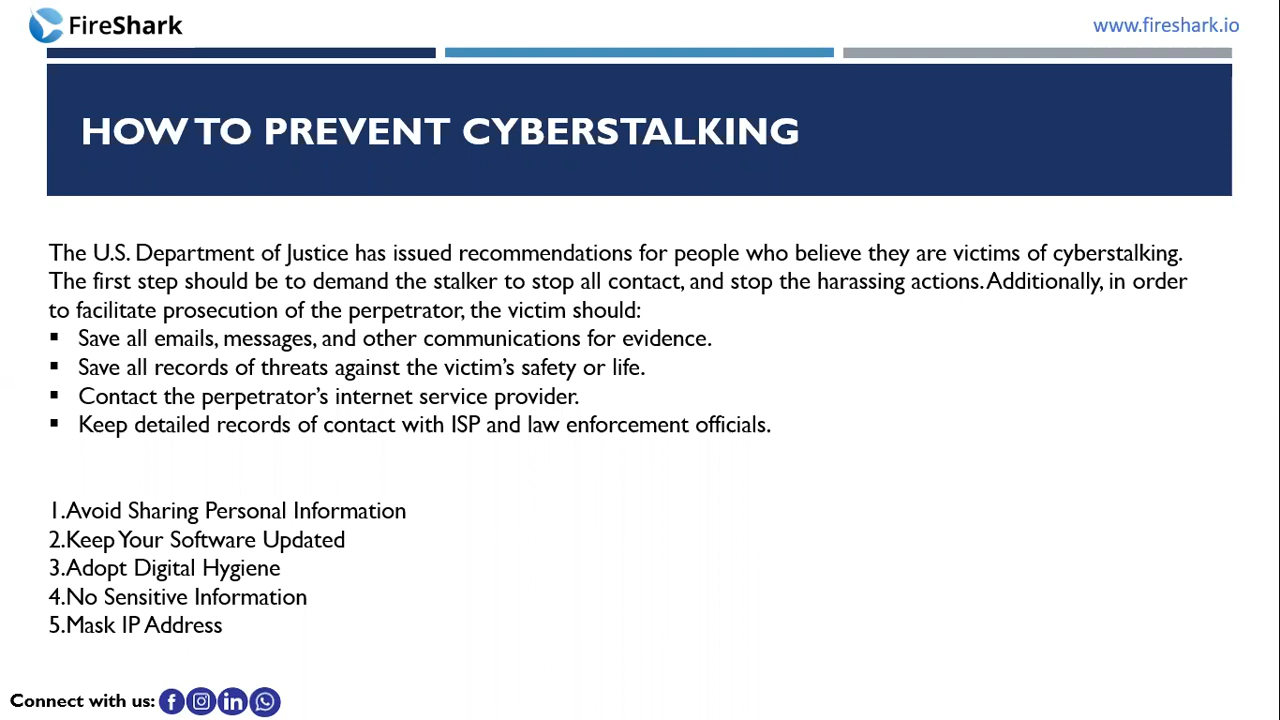 FireShark
www.fireshark.io
HOW TO PREVENT CYBERSTALKING
The U.S. Department of Justice has issued recommendations for people who believe they are victims of cyberstalking.
The first step should be to demand the stalker to stop all contact, and stop the harassing actions. Additionally, in order
to facilitate prosecution of the perpetrator, the victim should:
▪ Save all emails, messages, and other communications for evidence.
▪ Save all records of threats against the victim’s safety or life.
▪ Contact the perpetrator’s internet service provider.
▪ Keep detailed records of contact with ISP and law enforcement officials.
1.Avoid Sharing Personal Information
2.Keep Your Software Updated
3.Adopt Digital Hygiene
4.No Sensitive Information
5.Mask IP Address
Connect with us: